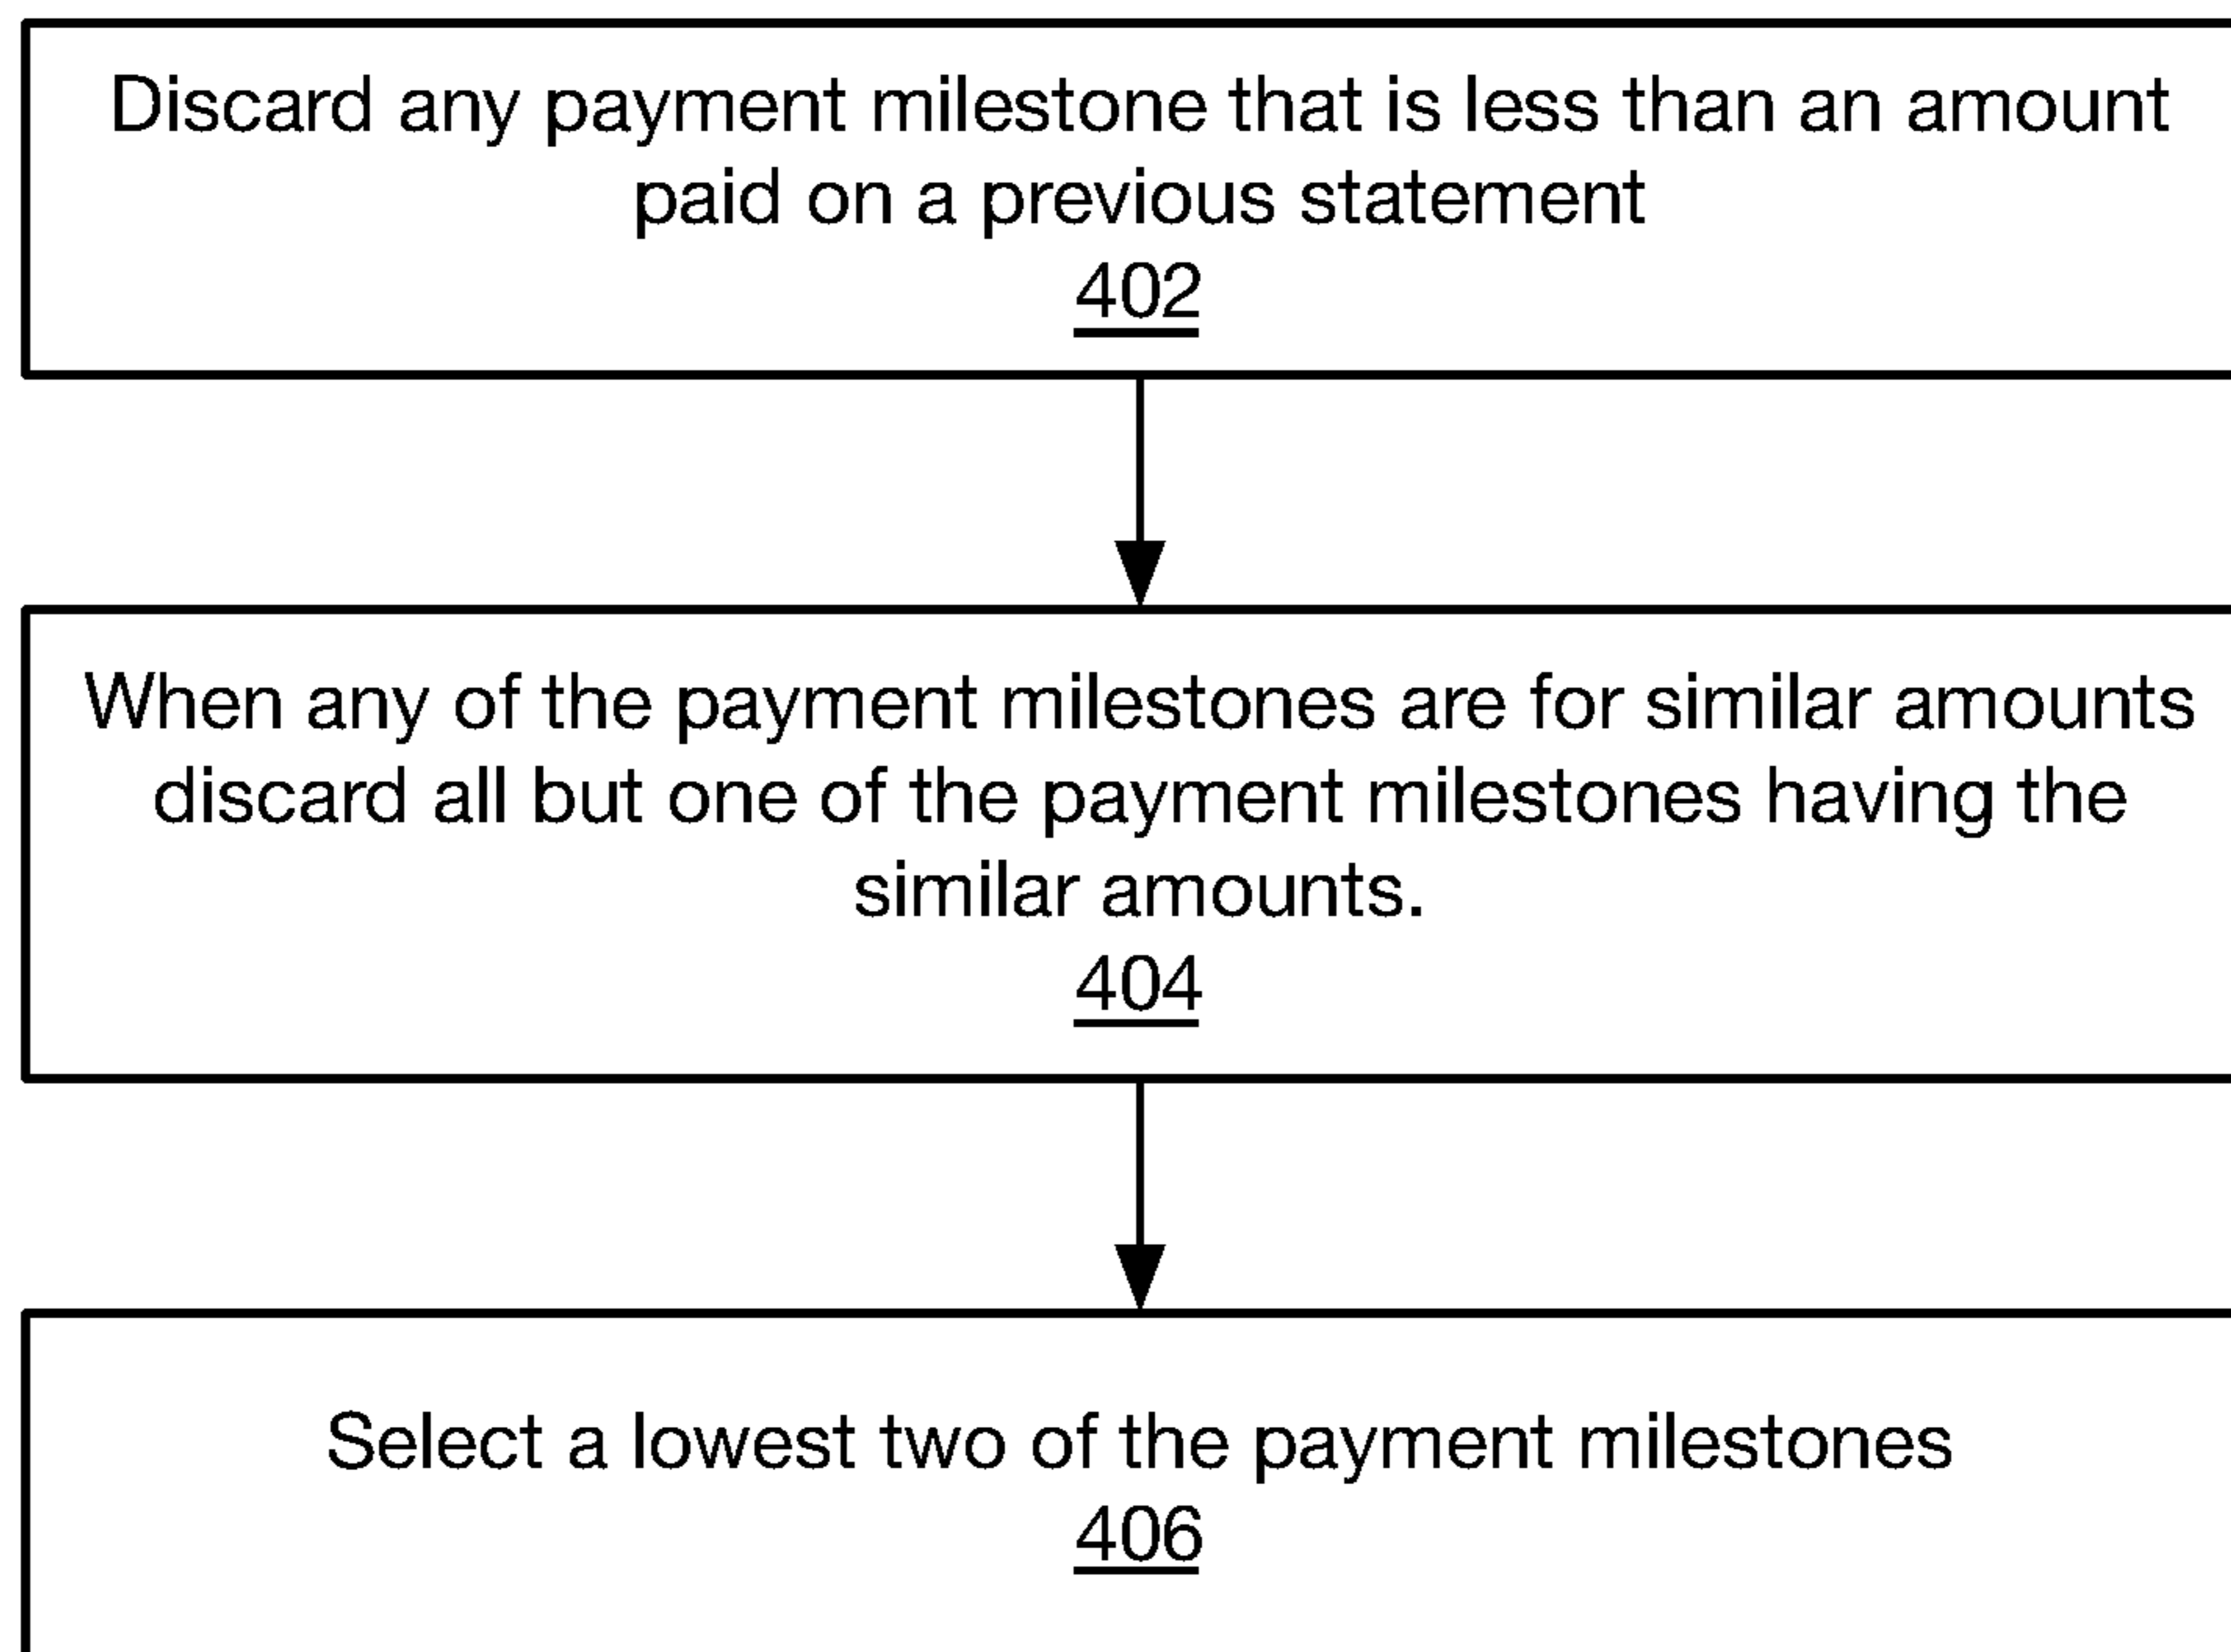 Discard any payment milestone that is less than an amount
paid on a previous statement
402
When any of the payment milestones are for similar amounts
discard all but one of the payment milestones having the
similar amounts.
404
Select a lowest two of the payment milestones
406